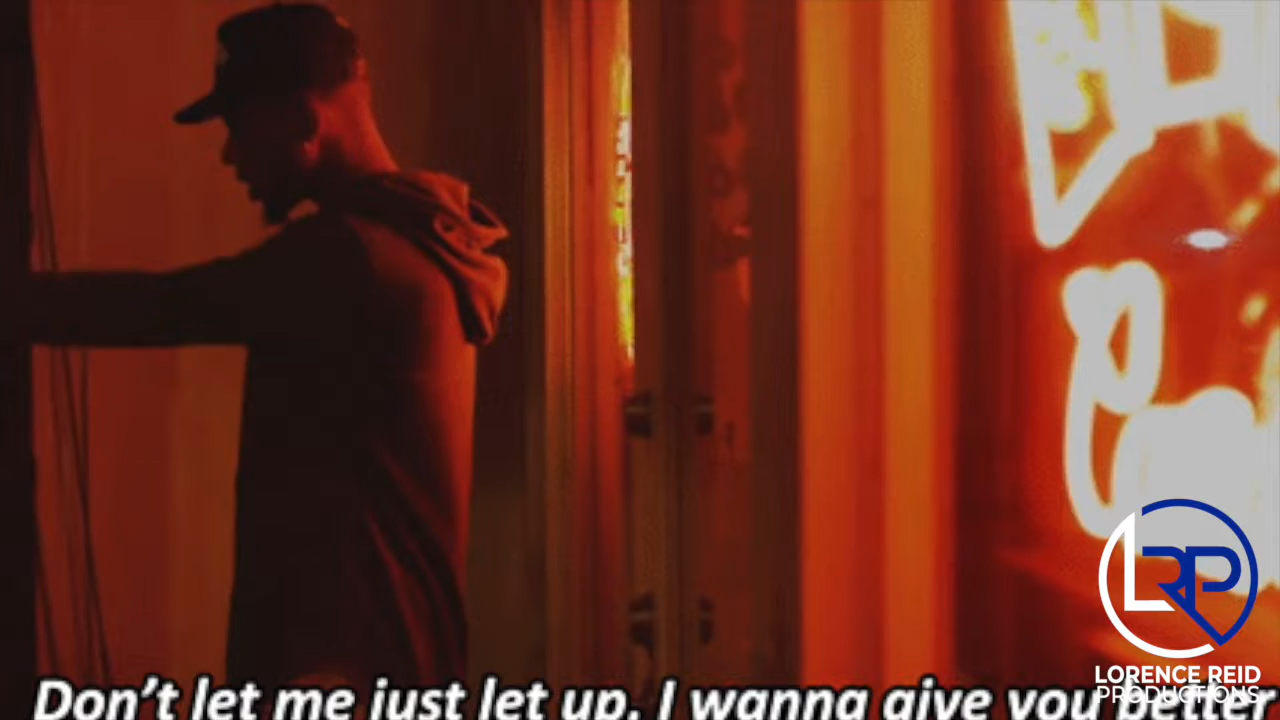 LRP
LORENCE REID
PRODUCTIONS
Don't let me just let up, I wanna give you better